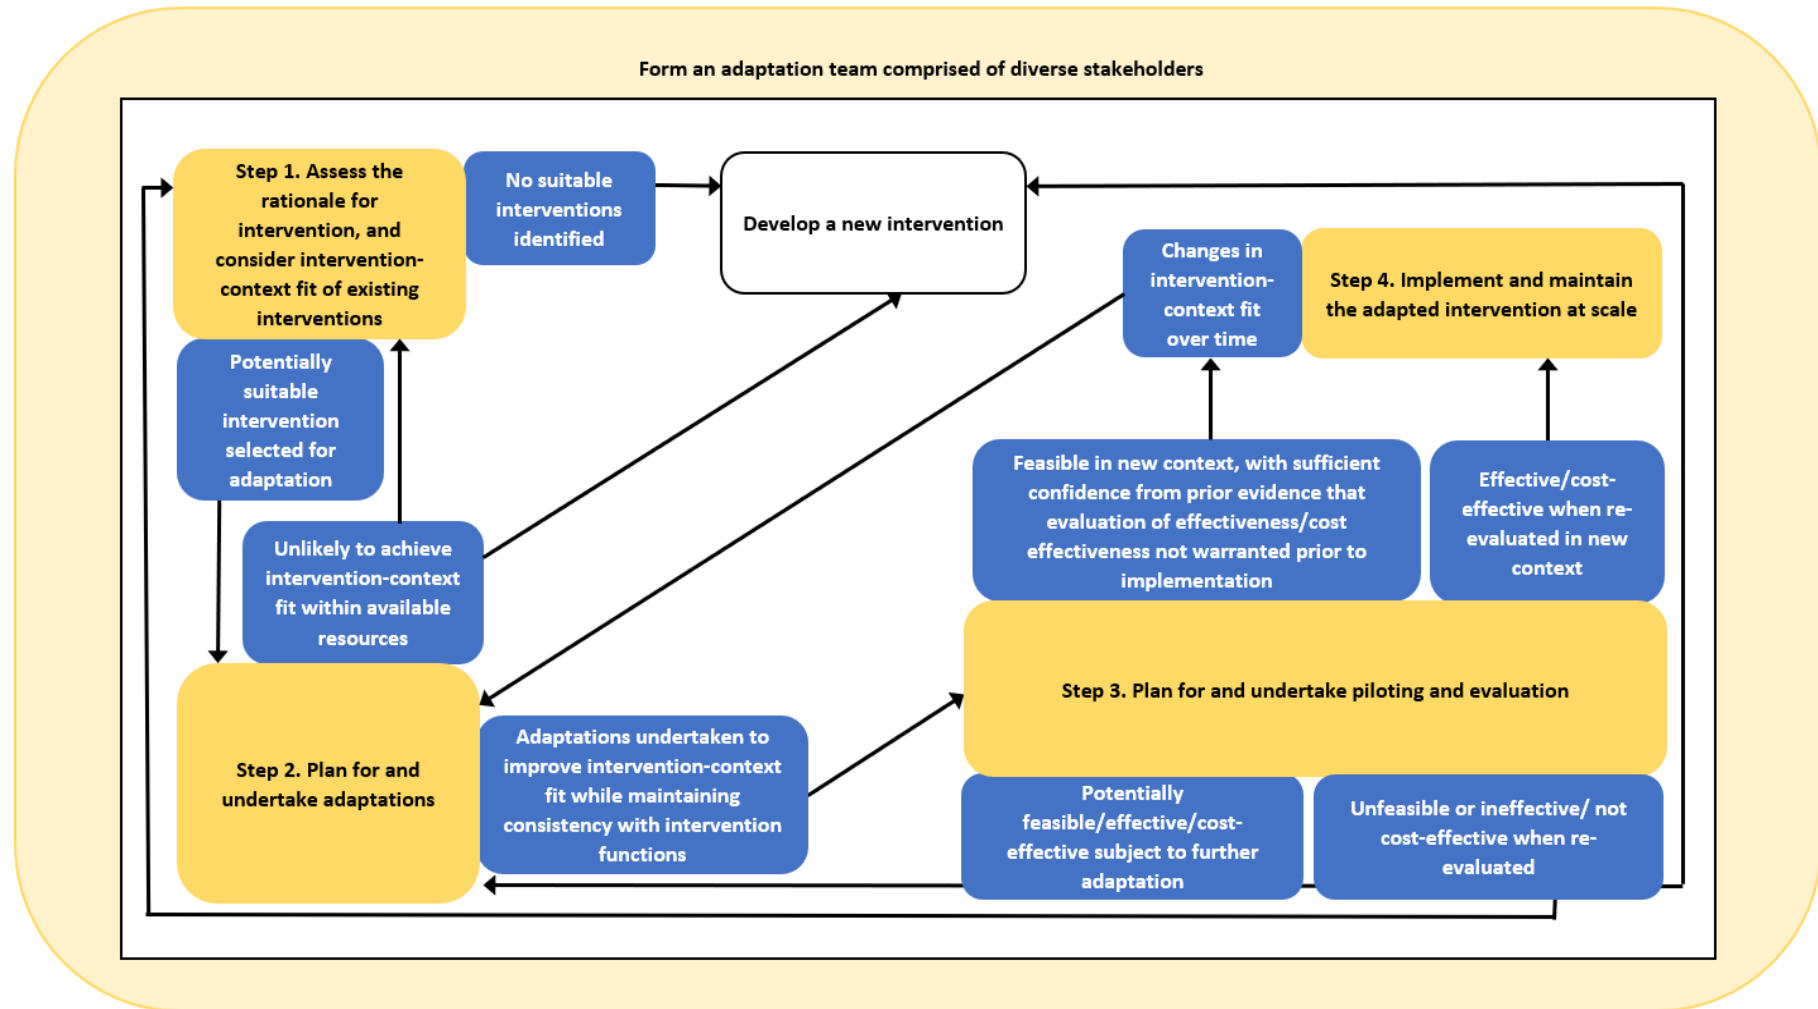 Form an adaptation team comprised of diverse stakeholders
Step 1. Assess the
rationale for
intervention, and
consider intervention-
context fit of existing
interventions
No suitable
interventions
identified
Develop a new intervention
Changes in
intervention-
context fit
over time
Step 4. Implement and maintain
the adapted intervention at scale
Potentially
suitable
intervention
selected for
adaptation
Feasible in new context, with sufficient
confidence from prior evidence that
evaluation of effectiveness/cost
effectiveness not warranted prior to
implementation
Effective/cost-
effective when re-
evaluated in new
context
Unlikely to achieve
intervention-context
fit within available
resources
Step 3. Plan for and undertake piloting and evaluation
Step 2. Plan for and
undertake adaptations
Adaptations undertaken to
improve intervention-context
fit while maintaining
consistency with intervention
functions
Potentially
feasible/effective/cost-
effective subject to further
adaptation
Unfeasible or ineffective/ not
cost-effective when re-
evaluated